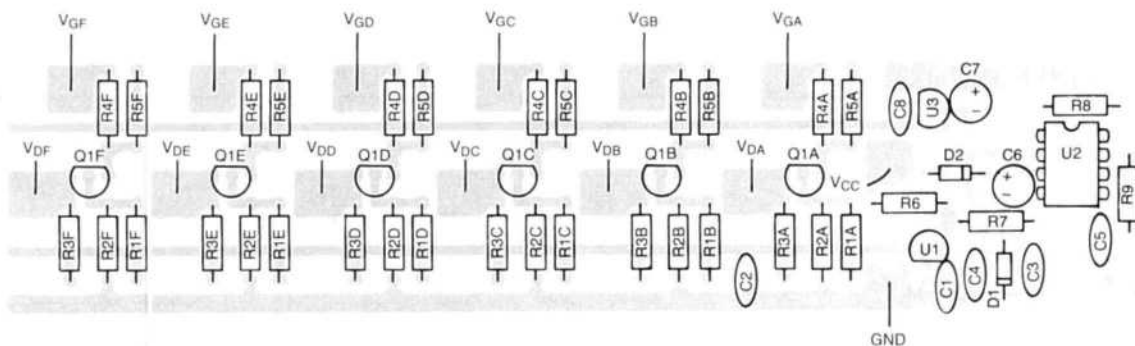 VGF VGE VGD VGC VGB VGA
C7
R4F R5F R4E R5E R4D R5D R4C R5C R4B R5B R4A R5A C8 U3 + − R8
VDF Q1F VDE Q1E VDD Q1D VDC Q1C VDB Q1B VDA Q1A VCC D2 C6 + − U2
R3F R2F R1F R3E R2E R1E R3D R2D R1D R3C R2C R1C R3B R2B R1B R3A R2A R1A R6 R7 R9
C2 U1 C1 C4 D1 C3 C5
GND